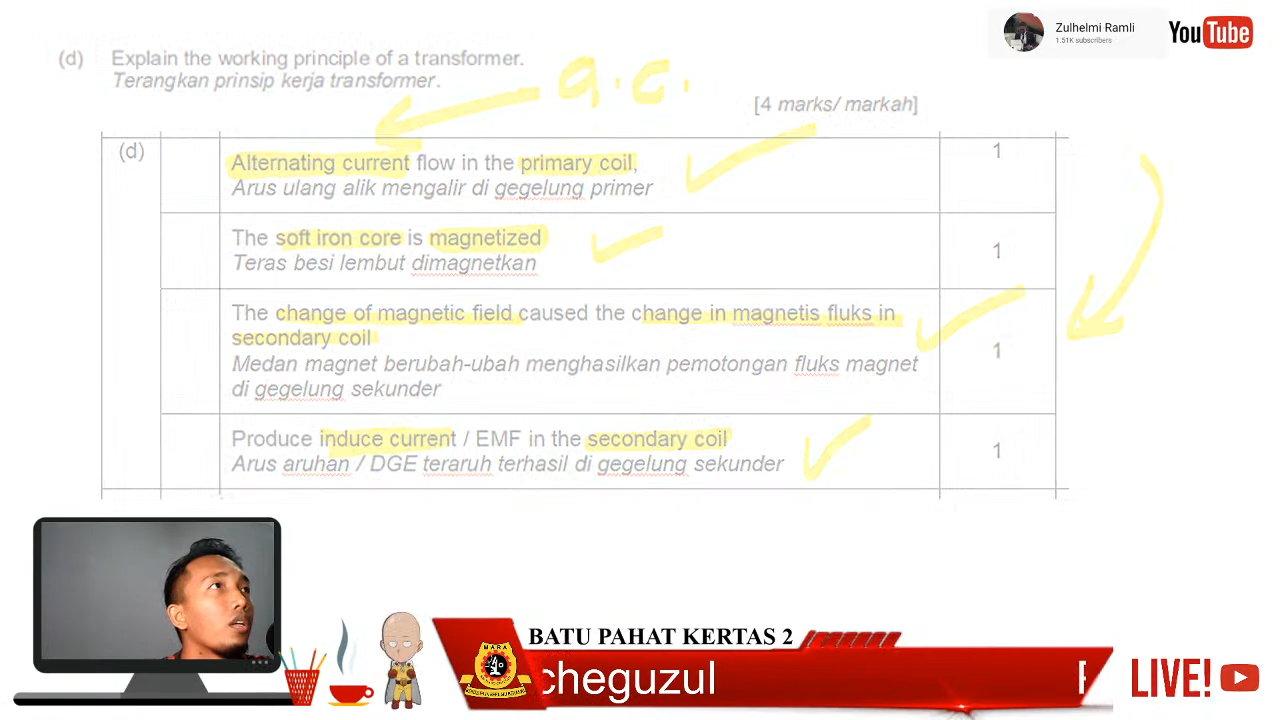 Zulhelmi Ramli
1.51K subscribers
YouTube
(d) Explain the working principle of a transformer.
Terangkan prinsip kerja transformer.
a.c.
[4 marks/ markah]
(d)
Alternating current flow in the primary coil,
1
Arus ulang alik mengalir di gegelung primer
The soft iron core is magnetized
1
Teras besi lembut dimagnetkan
The change of magnetic field caused the change in magnetis fluks in
secondary coil
1
Medan magnet berubah-ubah menghasilkan pemotongan fluks magnet
di gegelung sekunder
Produce induce current / EMF in the secondary coil
1
Arus aruhan / DGE teraruh terhasil di gegelung sekunder
BATU PAHAT KERTAS 2
MARA
cheguzul
LIVE!